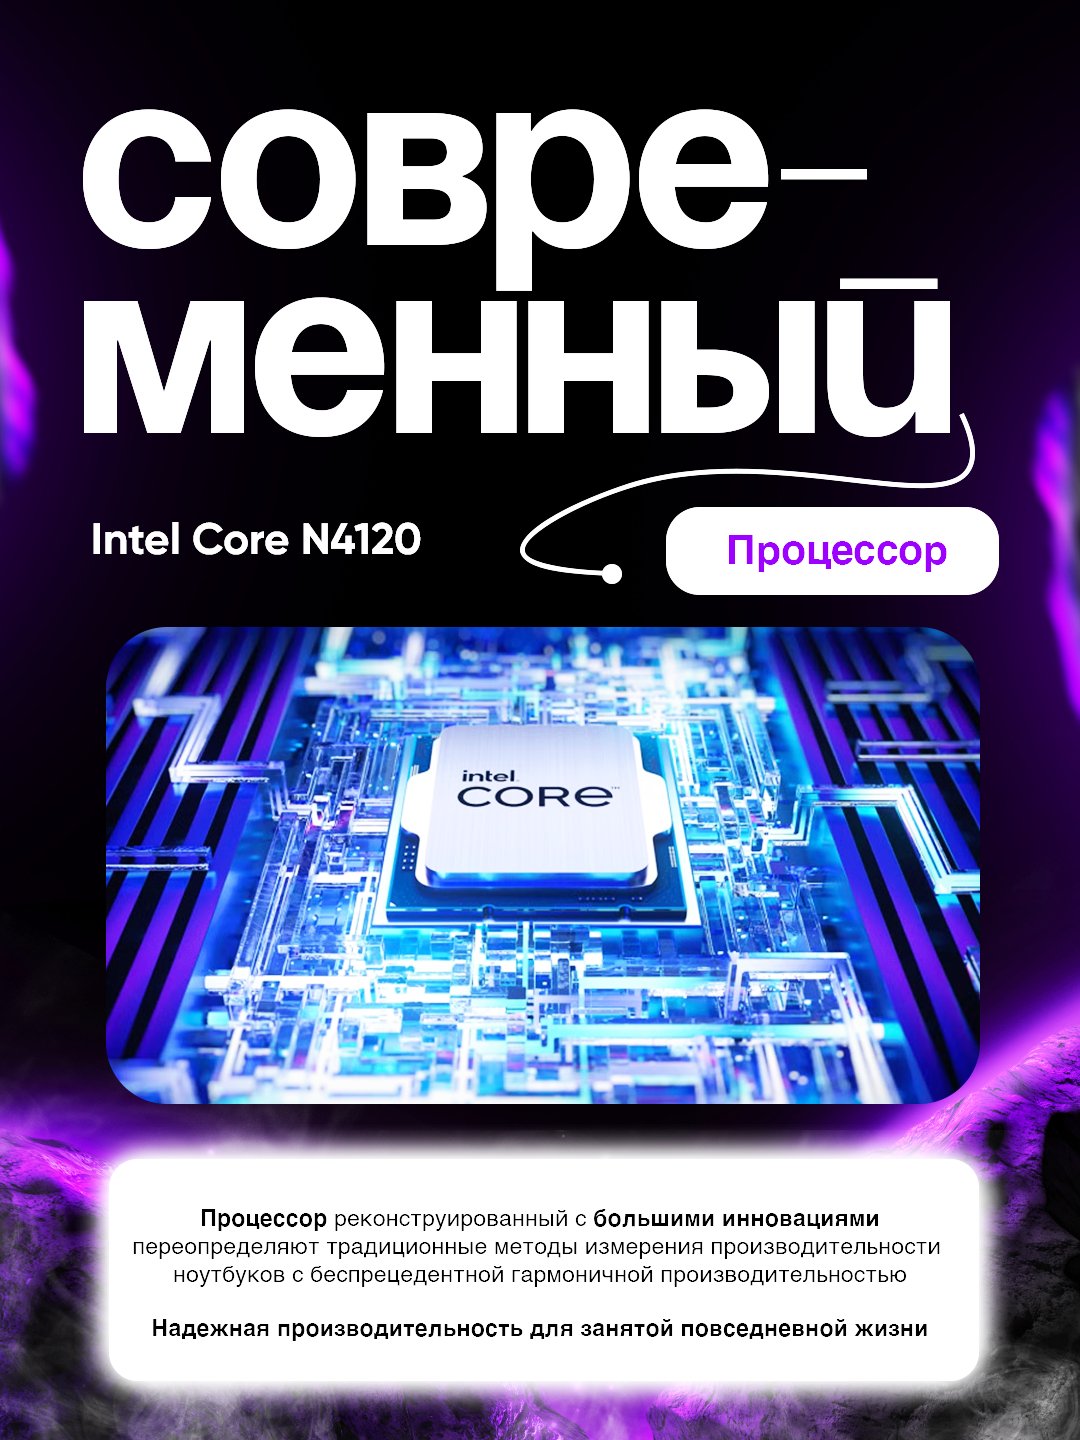 совре-
менный
Intel Core N4120
Процессор
intel.
CORe™
Процессор реконструированный с большими инновациями
переопределяют традиционные методы измерения производительности
ноутбуков с беспрецедентной гармоничной производительностью
Надежная производительность для занятой повседневной жизни